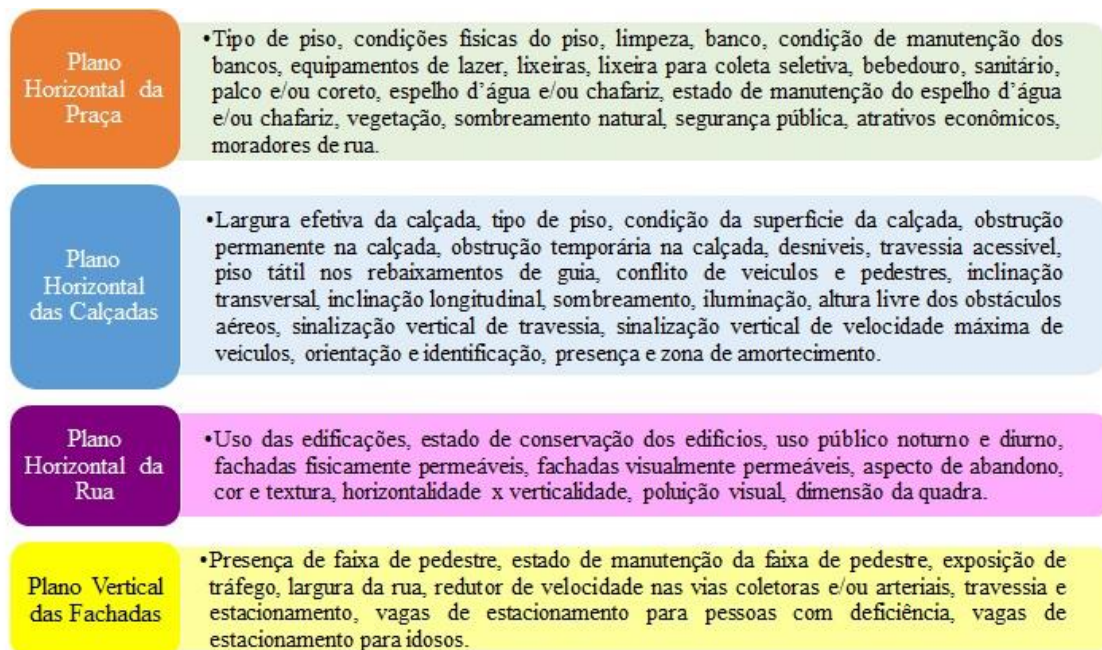 Plano
Horizontal da
Praça
•Tipo de piso, condições físicas do piso, limpeza, banco, condição de manutenção dos
bancos, equipamentos de lazer, lixeiras, lixeira para coleta seletiva, bebedouro, sanitário,
palco e/ou coreto, espelho d’água e/ou chafariz, estado de manutenção do espelho d’água
e/ou chafariz, vegetação, sombreamento natural, segurança pública, atrativos econômicos,
moradores de rua.
Plano
Horizontal
das Calçadas
•Largura efetiva da calçada, tipo de piso, condição da superfície da calçada, obstrução
permanente na calçada, obstrução temporária na calçada, desníveis, travessia acessível,
piso tátil nos rebaixamentos de guia, conflito de veículos e pedestres, inclinação
transversal, inclinação longitudinal, sombreamento, iluminação, altura livre dos obstáculos
aéreos, sinalização vertical de travessia, sinalização vertical de velocidade máxima de
veículos, orientação e identificação, presença e zona de amortecimento.
Plano
Horizontal da
Rua
•Uso das edificações, estado de conservação dos edifícios, uso público noturno e diurno,
fachadas fisicamente permeáveis, fachadas visualmente permeáveis, aspecto de abandono,
cor e textura, horizontalidade x verticalidade, poluição visual, dimensão da quadra.
Plano Vertical
das Fachadas
•Presença de faixa de pedestre, estado de manutenção da faixa de pedestre, exposição de
tráfego, largura da rua, redutor de velocidade nas vias coletoras e/ou arteriais, travessia e
estacionamento, vagas de estacionamento para pessoas com deficiência, vagas de
estacionamento para idosos.